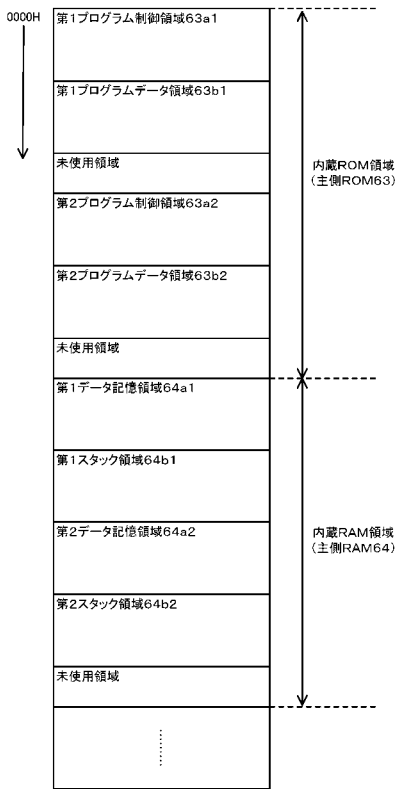 0000H
第1プログラム制御領域63a1
第1プログラムデータ領域63b1
未使用領域
第2プログラム制御領域63a2
第2プログラムデータ領域63b2
未使用領域
内蔵ROM領域
(主側ROM63)
第1データ記憶領域64a1
第1スタック領域64b1
第2データ記憶領域64a2
第2スタック領域64b2
未使用領域
内蔵RAM領域
(主側RAM64)